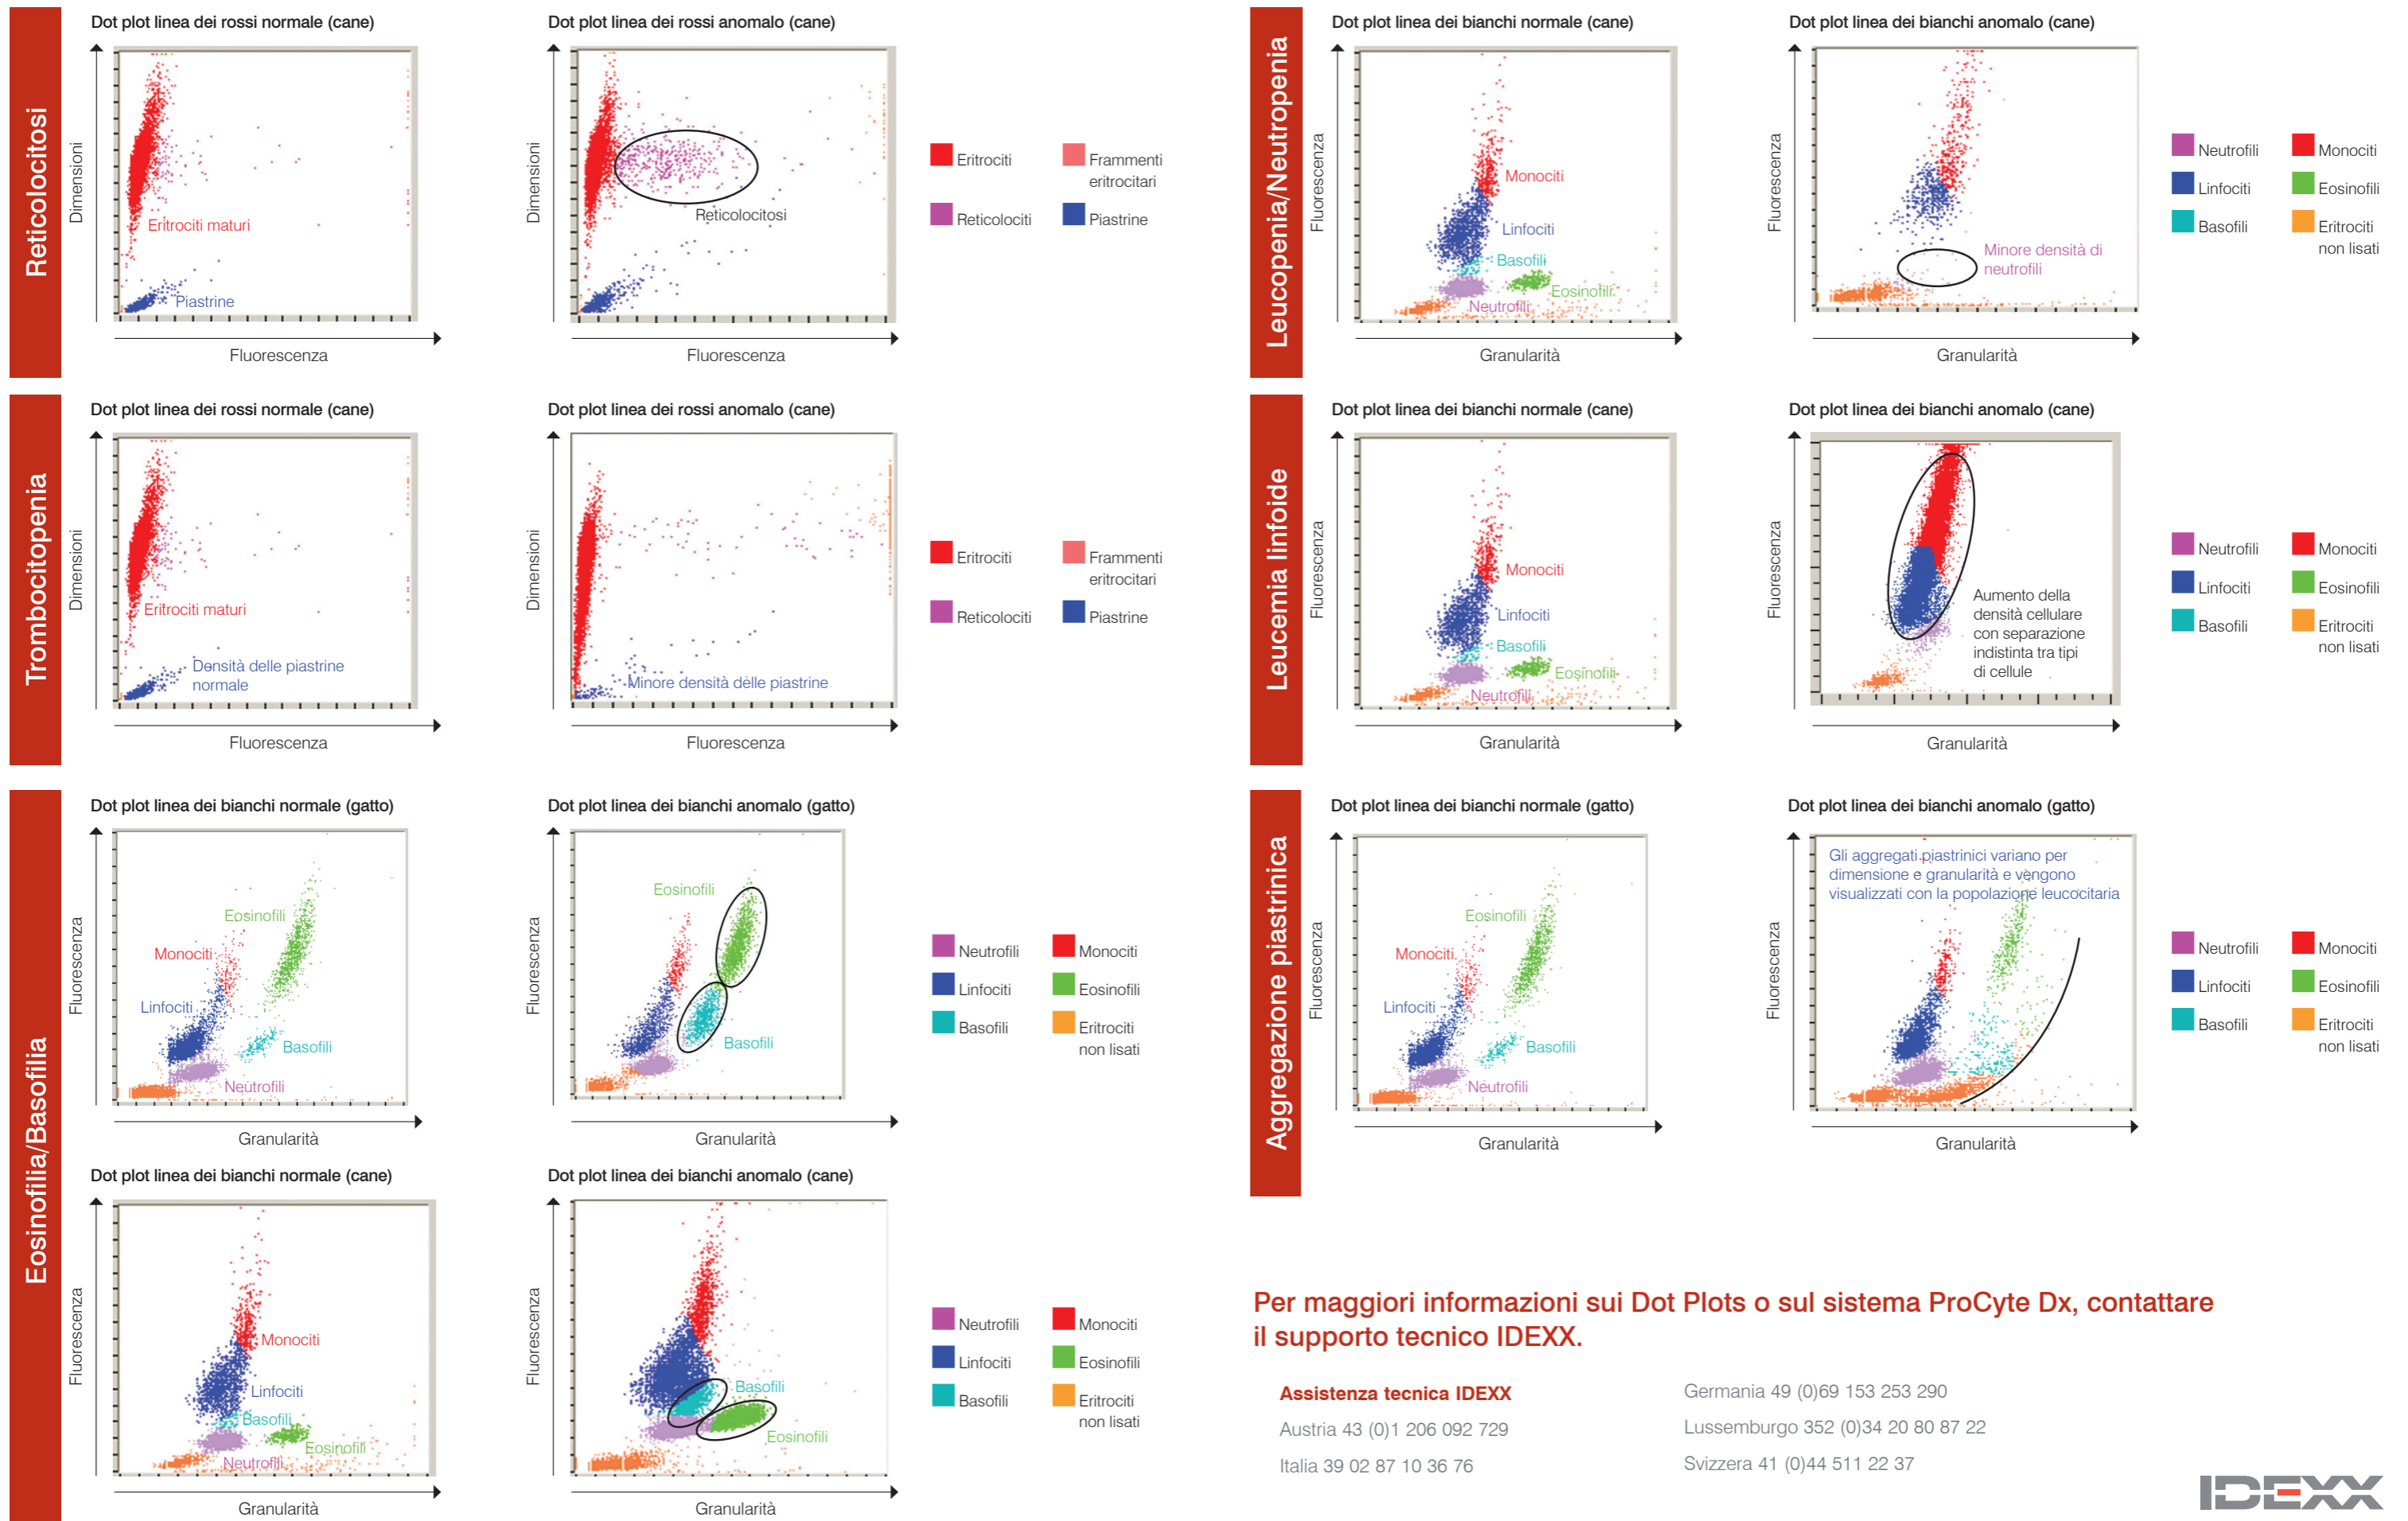 Reticolocitosi
Dot plot linea dei rossi normale (cane)
Dimensioni
Eritrociti maturi
Piastrine
Fluorescenza
Dot plot linea dei rossi anomalo (cane)
Dimensioni
Reticolocitosi
Fluorescenza
Eritrociti
Frammenti
eritrocitari
Reticolociti
Piastrine
Trombocitopenia
Dot plot linea dei rossi normale (cane)
Dimensioni
Eritrociti maturi
Densità delle piastrine
normale
Fluorescenza
Dot plot linea dei rossi anomalo (cane)
Dimensioni
Minore densità delle piastrine
Fluorescenza
Eritrociti
Frammenti
eritrocitari
Reticolociti
Piastrine
Eosinofilia/Basofilia
Dot plot linea dei bianchi normale (gatto)
Fluorescenza
Eosinofili
Monociti
Linfociti
Basofili
Neutrofili
Granularità
Dot plot linea dei bianchi anomalo (gatto)
Fluorescenza
Eosinofili
Basofili
Granularità
Neutrofili
Monociti
Linfociti
Eosinofili
Basofili
Eritrociti
non lisati
Dot plot linea dei bianchi normale (cane)
Fluorescenza
Monociti
Linfociti
Basofili
Eosinofili
Neutrofili
Granularità
Dot plot linea dei bianchi anomalo (cane)
Fluorescenza
Basofili
Eosinofili
Granularità
Neutrofili
Monociti
Linfociti
Eosinofili
Basofili
Eritrociti
non lisati
Leucopenia/Neutropenia
Dot plot linea dei bianchi normale (cane)
Fluorescenza
Monociti
Linfociti
Basofili
Eosinofili
Neutrofili
Granularità
Dot plot linea dei bianchi anomalo (cane)
Fluorescenza
Minore densità di
neutrofili
Granularità
Neutrofili
Monociti
Linfociti
Eosinofili
Basofili
Eritrociti
non lisati
Leucemia linfoide
Dot plot linea dei bianchi normale (cane)
Fluorescenza
Monociti
Linfociti
Basofili
Eosinofili
Neutrofili
Granularità
Dot plot linea dei bianchi anomalo (cane)
Fluorescenza
Aumento della
densità cellulare
con separazione
indistinta tra tipi
di cellule
Granularità
Neutrofili
Monociti
Linfociti
Eosinofili
Basofili
Eritrociti
non lisati
Aggregazione piastrinica
Dot plot linea dei bianchi normale (gatto)
Fluorescenza
Eosinofili
Monociti
Linfociti
Basofili
Neutrofili
Granularità
Dot plot linea dei bianchi anomalo (gatto)
Fluorescenza
Gli aggregati piastrinici variano per
dimensione e granularità e vengono
visualizzati con la popolazione leucocitaria
Granularità
Neutrofili
Monociti
Linfociti
Eosinofili
Basofili
Eritrociti
non lisati
Per maggiori informazioni sui Dot Plots o sul sistema ProCyte Dx, contattare
il supporto tecnico IDEXX.
Assistenza tecnica IDEXX
Austria 43 (0)1 206 092 729
Italia 39 02 87 10 36 76
Germania 49 (0)69 153 253 290
Lussemburgo 352 (0)34 20 80 87 22
Svizzera 41 (0)44 511 22 37
IDEXX